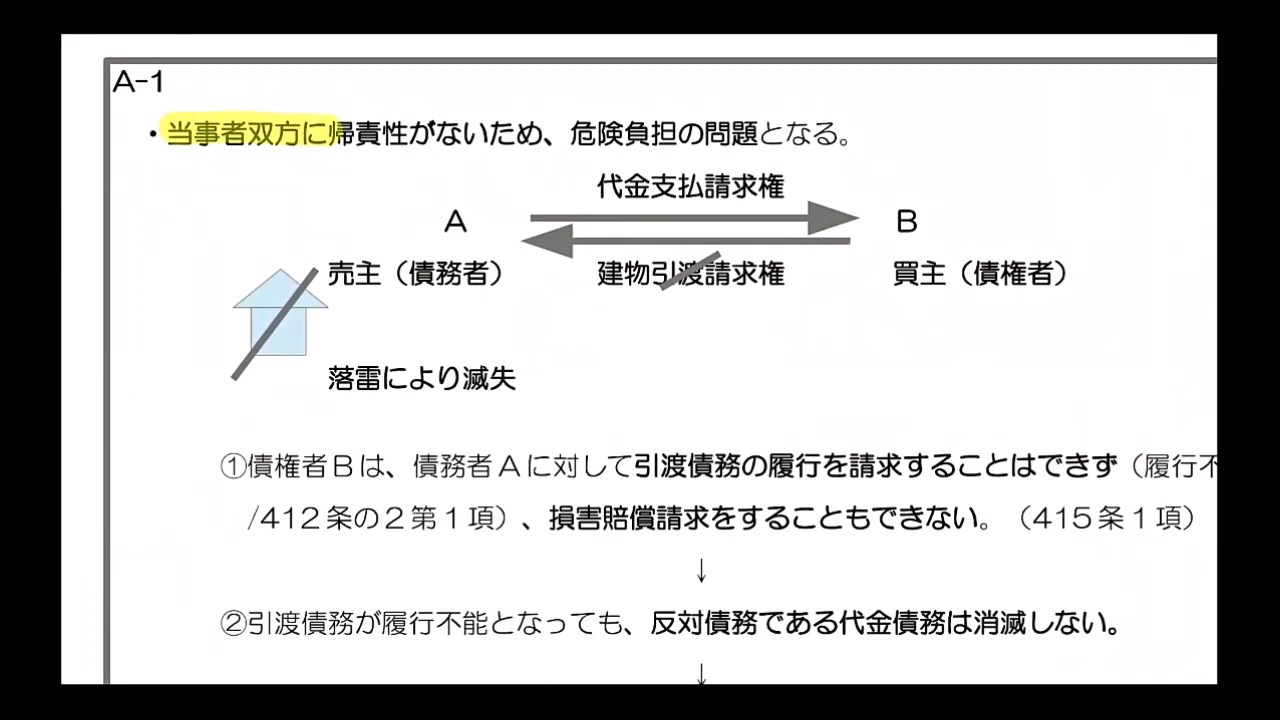 A-1
・当事者双方に帰責性がないため、危険負担の問題となる。
代金支払請求権
A
B
売主（債務者）
建物引渡請求権
買主（債権者）
落雷により滅失
①債権者Ｂは、債務者Ａに対して引渡債務の履行を請求することはできず（履行不
/412条の２第１項）、損害賠償請求をすることもできない。（415条１項）
↓
②引渡債務が履行不能となっても、反対債務である代金債務は消滅しない。
↓